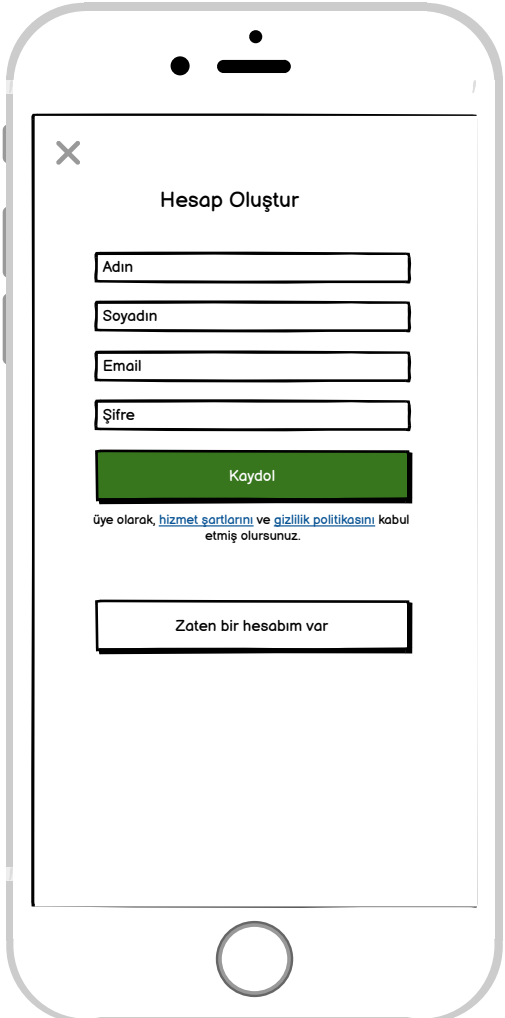 Hesap Oluştur
Adın
Soyadın
Email
Şifre
Kaydol
üye olarak, hizmet şartlarını ve gizlilik politikasını kabul
etmiş olursunuz.
Zaten bir hesabım var